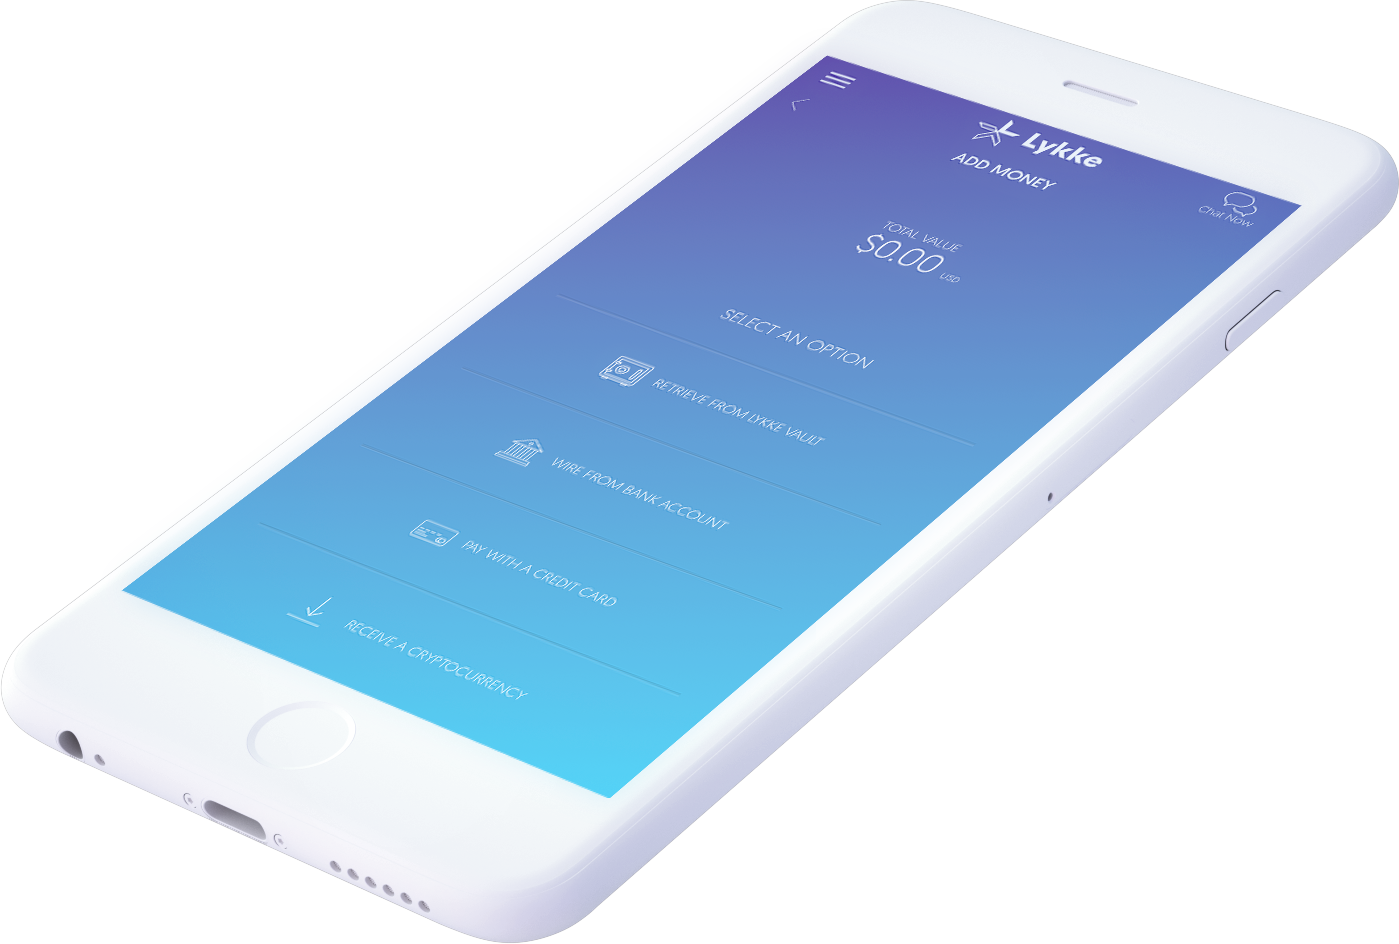 Lykke
ADD MONEY
Chat Now
TOTAL VALUE
$0.00 USD
SELECT AN OPTION
RETRIEVE FROM LYKKE VAULT
WIRE FROM BANK ACCOUNT
PAY WITH A CREDIT CARD
RECEIVE A CRYPTOCURRENCY